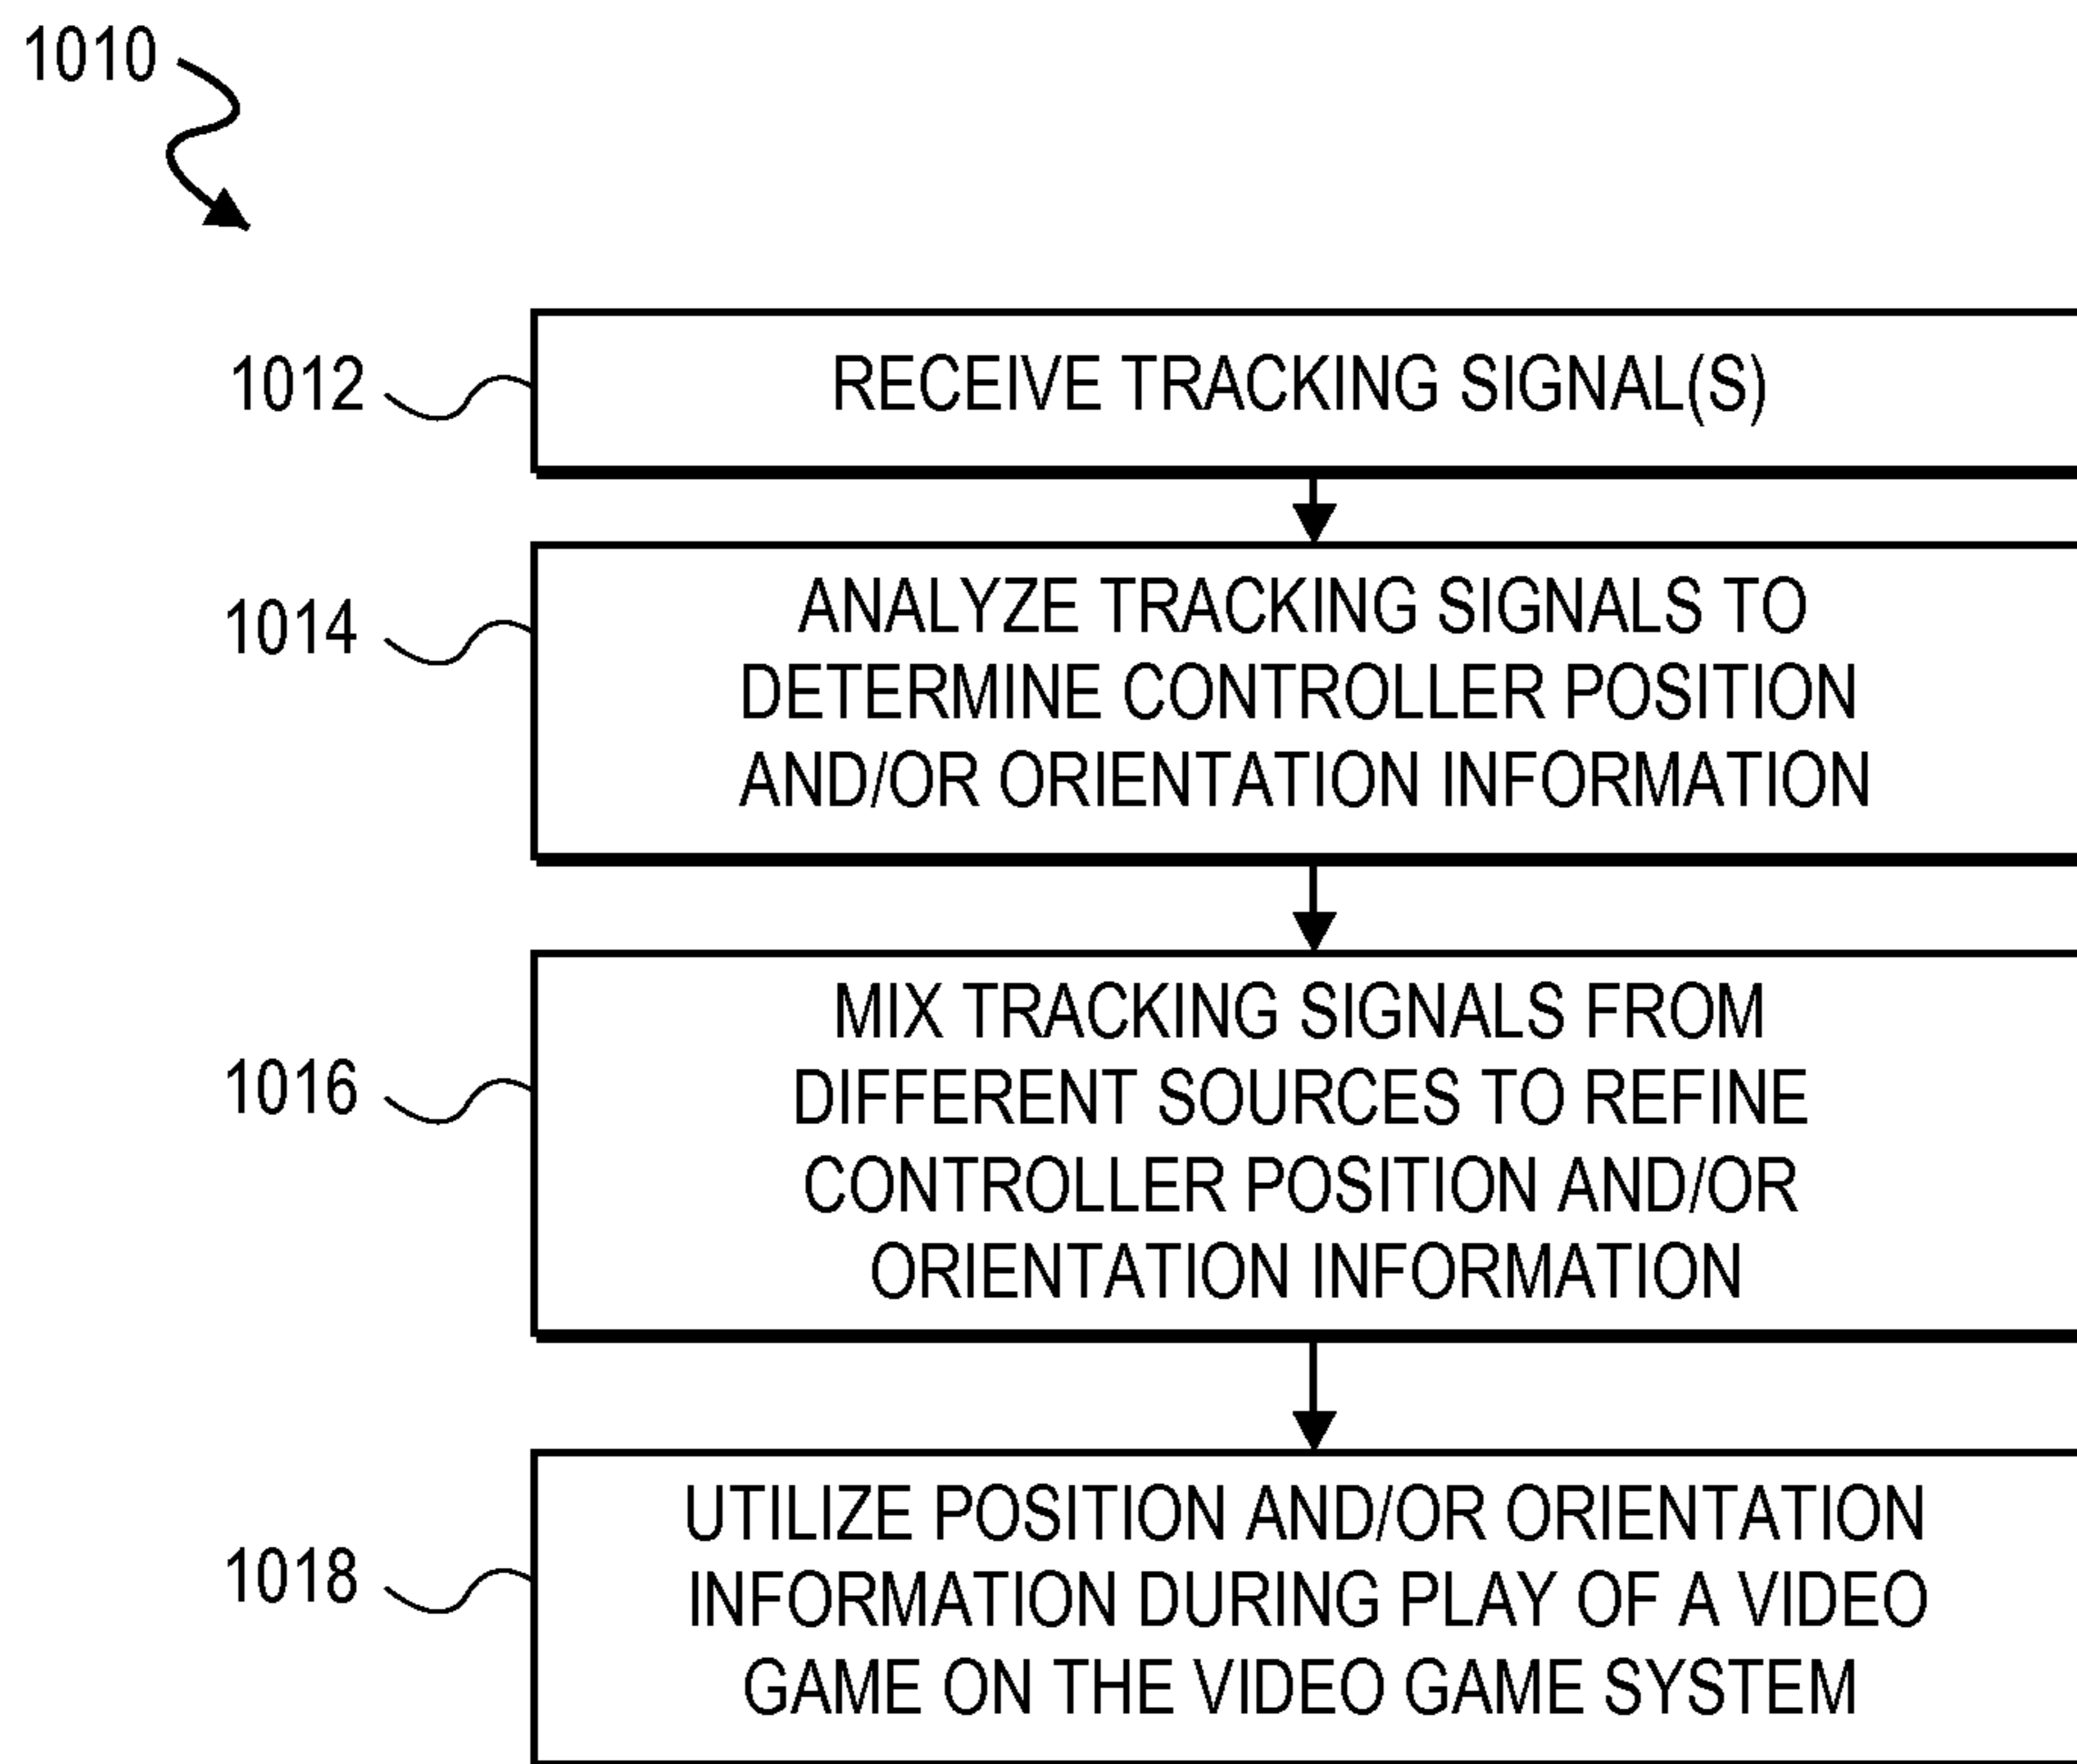 1010
1012
RECEIVE TRACKING SIGNAL(S)
1014
ANALYZE TRACKING SIGNALS TO
DETERMINE CONTROLLER POSITION
AND/OR ORIENTATION INFORMATION
1016
MIX TRACKING SIGNALS FROM
DIFFERENT SOURCES TO REFINE
CONTROLLER POSITION AND/OR
ORIENTATION INFORMATION
1018
UTILIZE POSITION AND/OR ORIENTATION
INFORMATION DURING PLAY OF A VIDEO
GAME ON THE VIDEO GAME SYSTEM